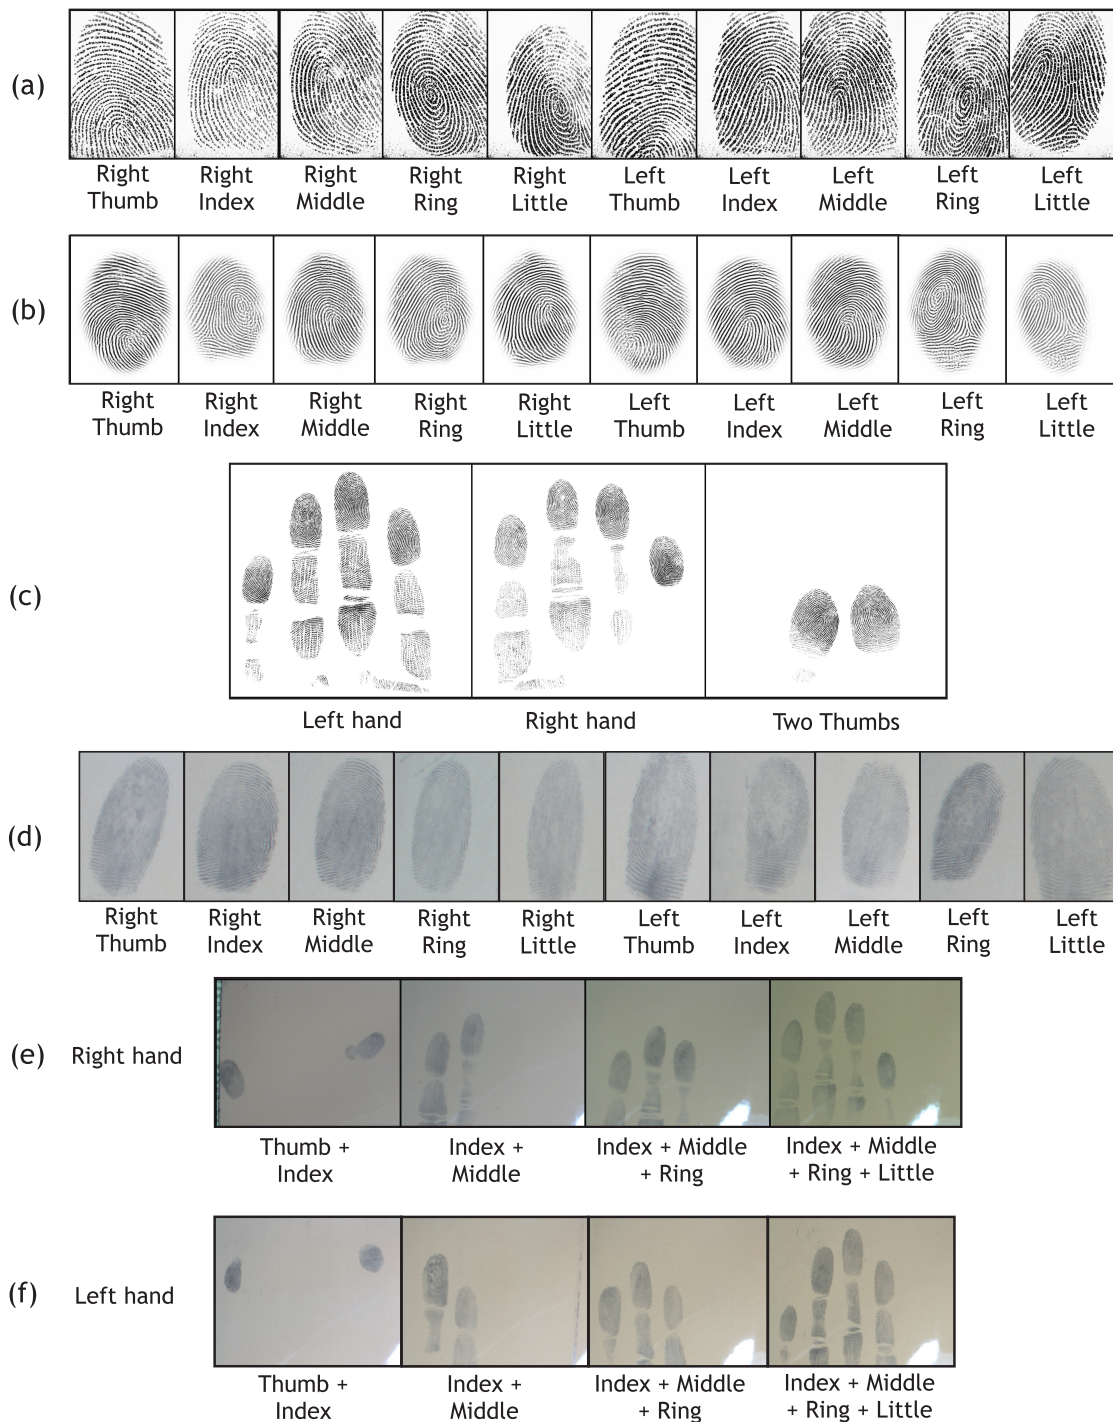 (a)
Right Thumb
Right Index
Right Middle
Right Ring
Right Little
Left Thumb
Left Index
Left Middle
Left Ring
Left Little
(b)
Right Thumb
Right Index
Right Middle
Right Ring
Right Little
Left Thumb
Left Index
Left Middle
Left Ring
Left Little
(c)
Left hand
Right hand
Two Thumbs
(d)
Right Thumb
Right Index
Right Middle
Right Ring
Right Little
Left Thumb
Left Index
Left Middle
Left Ring
Left Little
(e)
Right hand
Thumb +
Index
Index +
Middle
Index + Middle
+ Ring
Index + Middle
+ Ring + Little
(f)
Left hand
Thumb +
Index
Index +
Middle
Index + Middle
+ Ring
Index + Middle
+ Ring + Little